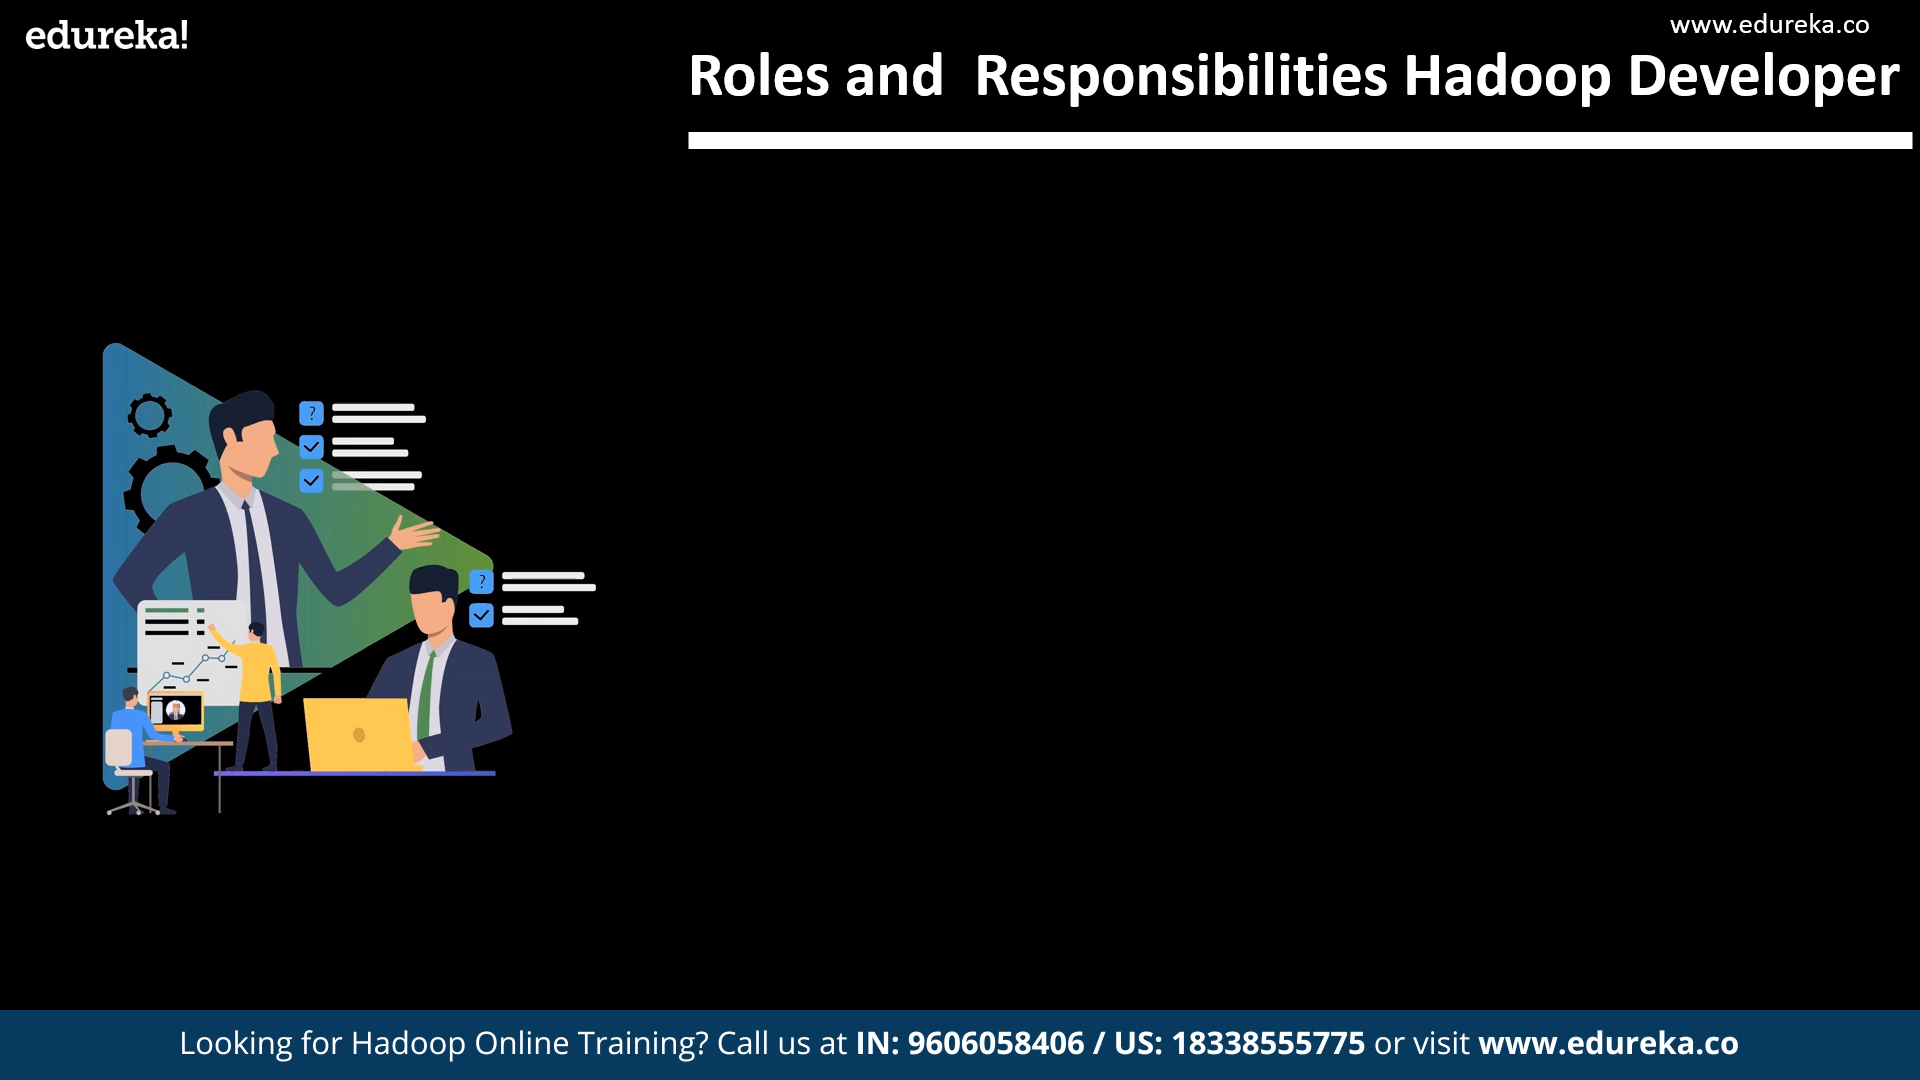 edureka!
www.edureka.co
Roles and  Responsibilities Hadoop Developer
?
?
Looking for Hadoop Online Training? Call us at IN: 9606058406 / US: 18338555775 or visit www.edureka.co